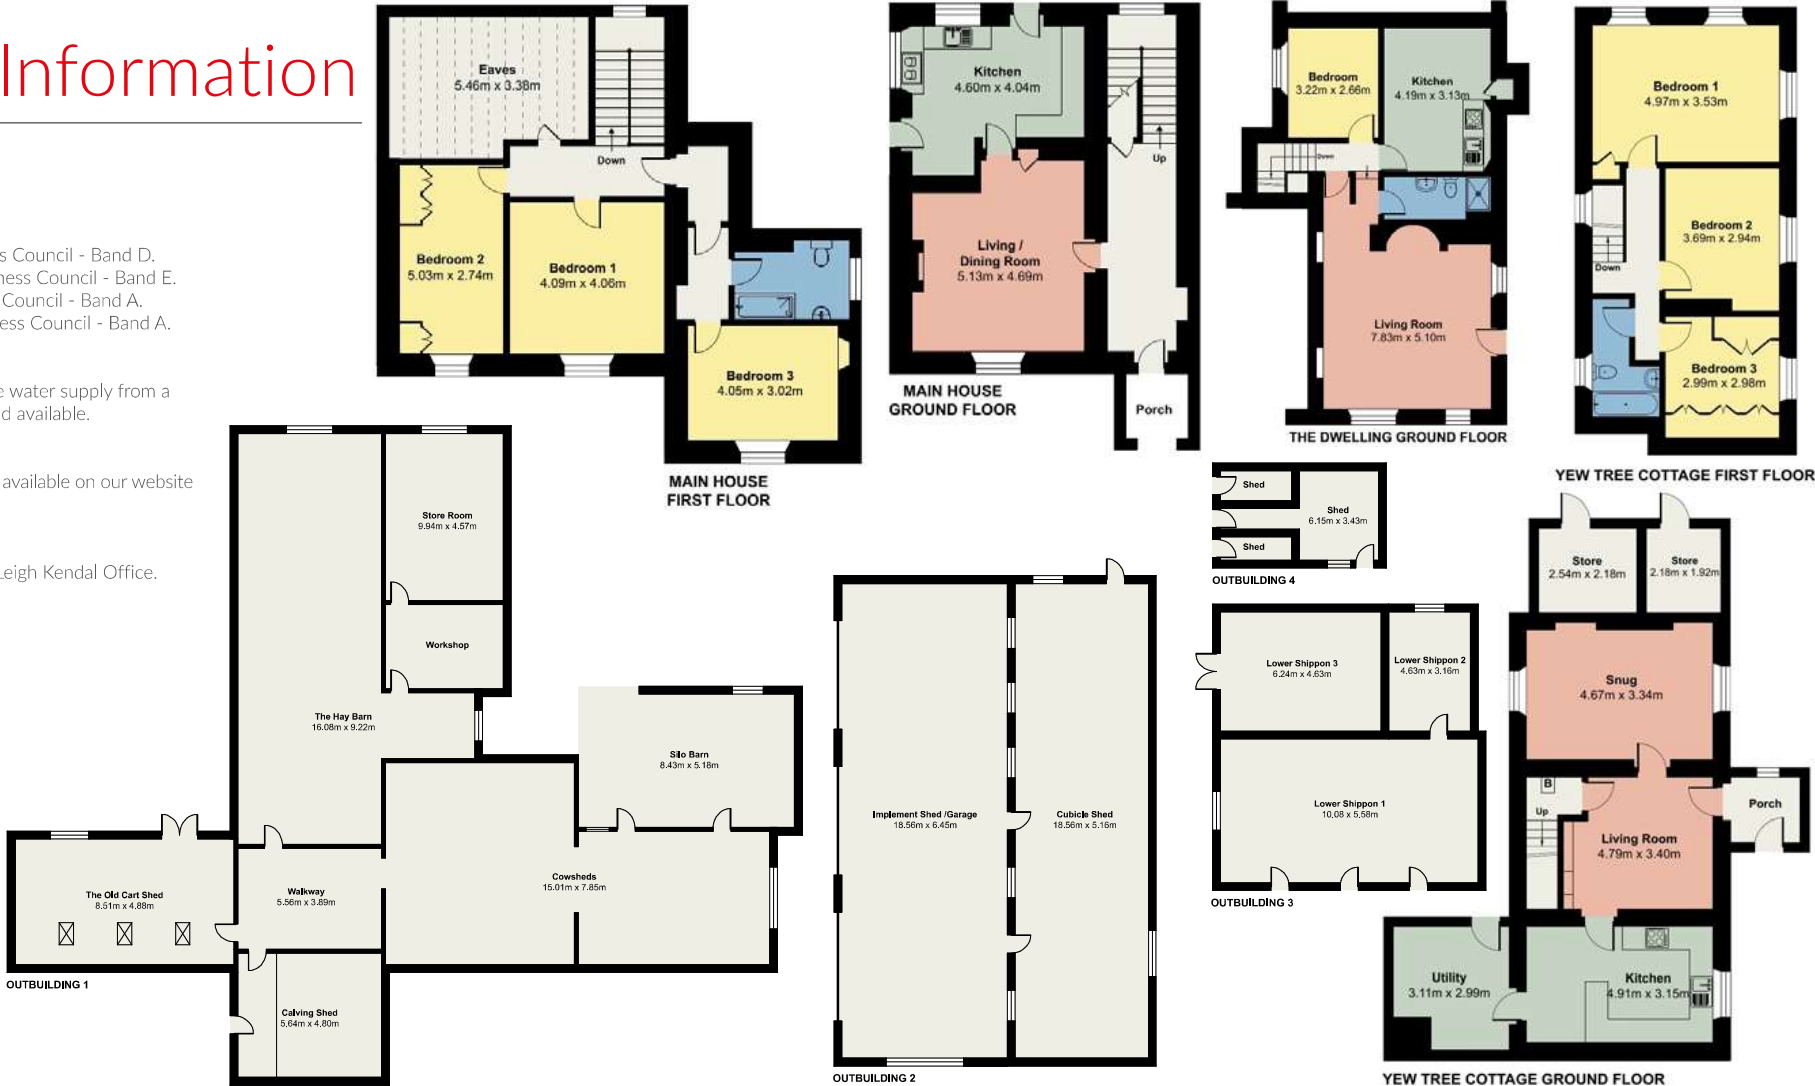 Information
s Council - Band D.
ness Council - Band E.
Council - Band A.
ess Council - Band A.
e water supply from a
d available.
available on our website
Leigh Kendal Office.
Eaves
5.46m x 3.38m
Down
Bedroom 2
5.03m x 2.74m
Bedroom 1
4.09m x 4.06m
Bedroom 3
4.05m x 3.02m
MAIN HOUSE
FIRST FLOOR
Kitchen
4.60m x 4.04m
Up
Living /
Dining Room
5.13m x 4.69m
Porch
MAIN HOUSE
GROUND FLOOR
Bedroom
3.22m x 2.66m
Kitchen
4.19m x 3.13m
Down
Living Room
7.83m x 5.10m
THE DWELLING GROUND FLOOR
Bedroom 1
4.97m x 3.53m
Bedroom 2
3.69m x 2.94m
Down
Bedroom 3
2.99m x 2.98m
YEW TREE COTTAGE FIRST FLOOR
Store Room
9.94m x 4.57m
Workshop
The Hay Barn
16.08m x 9.22m
Silo Barn
8.43m x 5.18m
Cowsheds
15.01m x 7.85m
Walkway
5.56m x 3.89m
The Old Cart Shed
8.51m x 4.88m
Calving Shed
5.64m x 4.80m
OUTBUILDING 1
Implement Shed /Garage
18.56m x 6.45m
Cubicle Shed
18.56m x 5.16m
OUTBUILDING 2
Shed
Shed
6.15m x 3.43m
Shed
OUTBUILDING 4
Lower Shippon 3
6.24m x 4.63m
Lower Shippon 2
4.63m x 3.16m
Lower Shippon 1
10.08 x 5.58m
OUTBUILDING 3
Store
2.54m x 2.18m
Store
2.18m x 1.92m
Snug
4.67m x 3.34m
B
Up
Porch
Living Room
4.79m x 3.40m
Utility
3.11m x 2.99m
Kitchen
4.91m x 3.15m
YEW TREE COTTAGE GROUND FLOOR